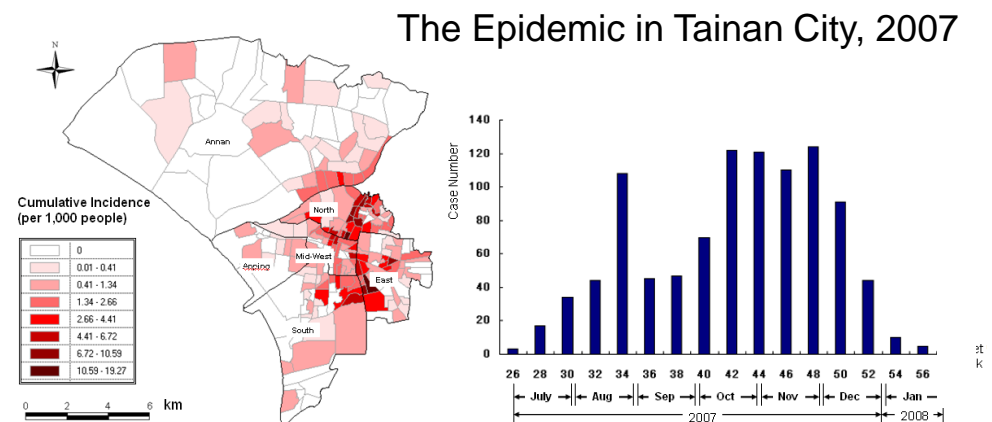 The Epidemic in Tainan City, 2007
N
Annan
North
Mid-West
Anping
East
South
Cumulative Incidence
(per 1,000 people)
0
0.01 - 0.41
0.41 - 1.34
1.34 - 2.66
2.66 - 4.41
4.41 - 6.72
6.72 - 10.59
10.59 - 19.27
0 2 4 6 km
Case Number
140
120
100
80
60
40
20
0
26 28 30 32 34 36 38 40 42 44 46 48 50 52 54 56
July Aug Sep Oct Nov Dec Jan
2007 2008